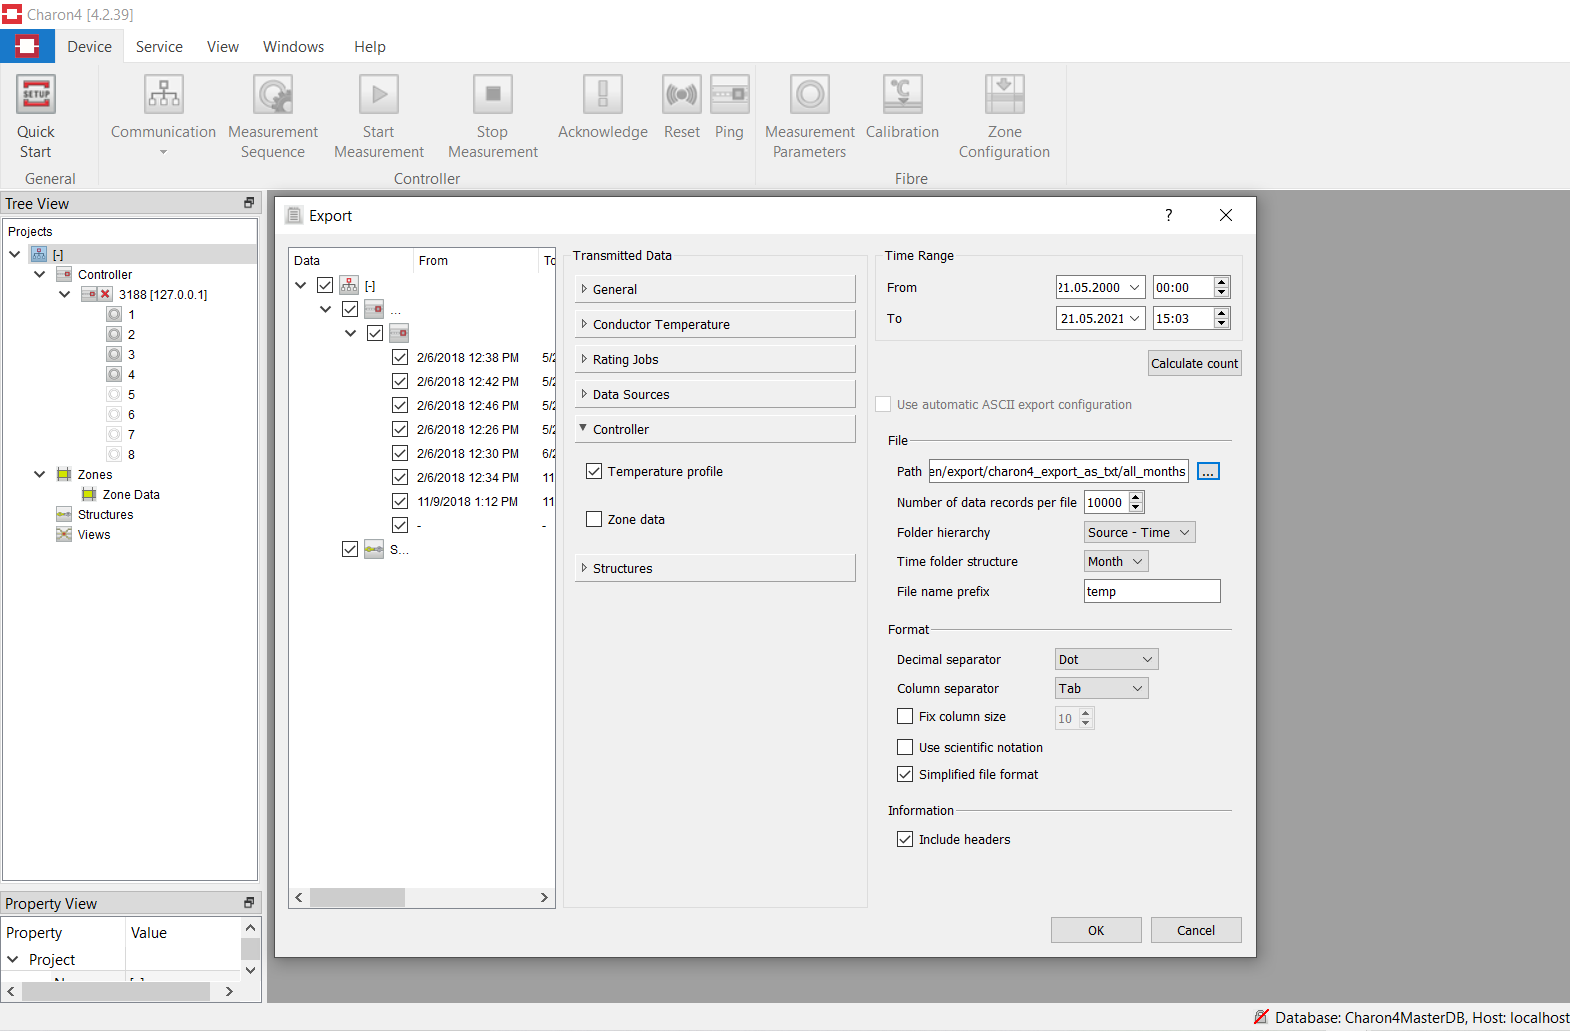 Charon4 [4.2.39]
Device Service View Windows Help
SETUP
Quick Start
Communication
Measurement Sequence
Start Measurement
Stop Measurement
Acknowledge
Reset
Ping
Measurement Parameters
°C
Calibration
Zone Configuration
General
Controller
Fibre
Tree View
Projects
[-]
Controller
3188 [127.0.0.1]
1
2
3
4
5
6
7
8
Zones
Zone Data
Structures
Views
Property View
Property Value
Project
Export
?
Data From To
[-]
...
2/6/2018 12:38 PM 5/2
2/6/2018 12:42 PM 5/2
2/6/2018 12:46 PM 5/2
2/6/2018 12:26 PM 5/2
2/6/2018 12:30 PM 6/2
2/6/2018 12:34 PM 11
11/9/2018 1:12 PM 11
- -
S...
Transmitted Data
General
Conductor Temperature
Rating Jobs
Data Sources
Controller
Temperature profile
Zone data
Structures
Time Range
From 21.05.2000 00:00
To 21.05.2021 15:03
Calculate count
Use automatic ASCII export configuration
File
Path en/export/charon4_export_as_txt/all_months ...
Number of data records per file 10000
Folder hierarchy Source - Time
Time folder structure Month
File name prefix temp
Format
Decimal separator Dot
Column separator Tab
Fix column size 10
Use scientific notation
Simplified file format
Information
Include headers
OK Cancel
Database: Charon4MasterDB, Host: localhost